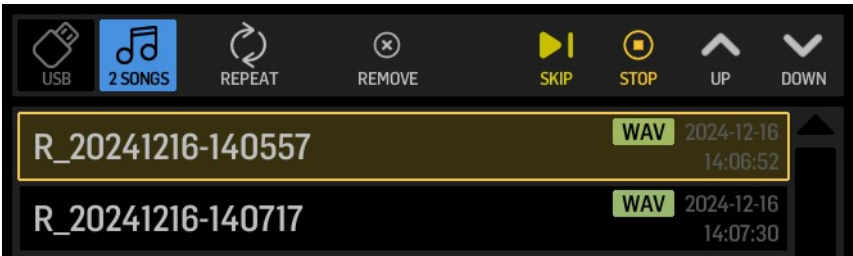 USB
2 SONGS
REPEAT
REMOVE
SKIP
STOP
UP
DOWN
R_20241216-140557
WAV
2024-12-16
14:06:52
R_20241216-140717
WAV
2024-12-16
14:07:30